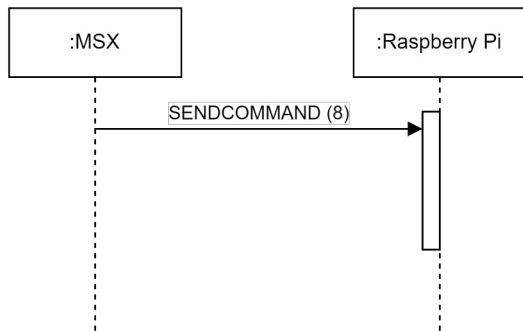 :MSX
:Raspberry Pi
SENDCOMMAND (8)